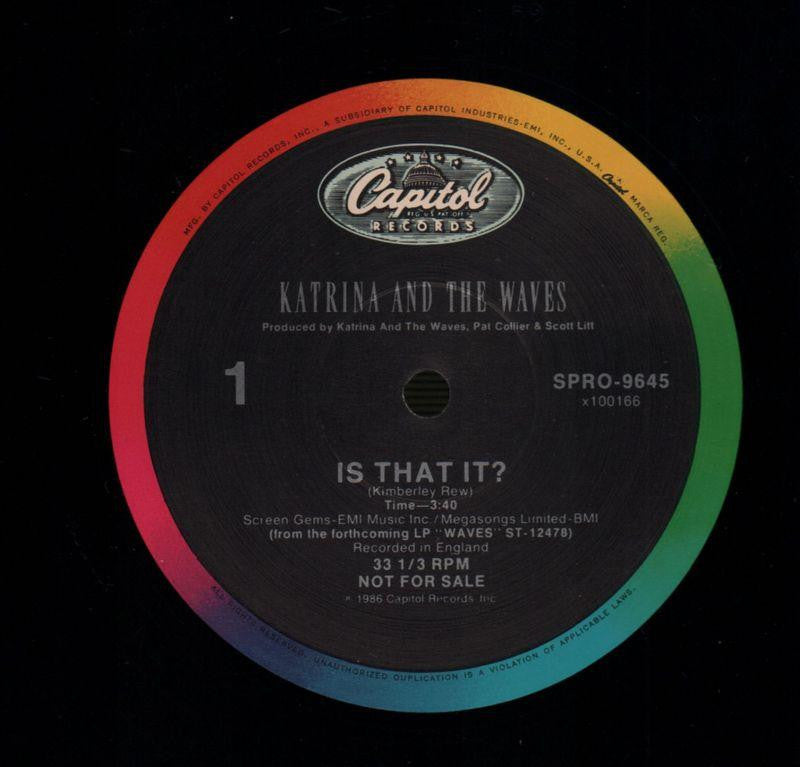 MFG. BY CAPITOL RECORDS, INC., A SUBSIDIARY OF CAPITOL INDUSTRIES-EMI, INC., U.S.A. Capitol MARCA REG.
Capitol
REG. U.S. PAT. OFF.
RECORDS
KATRINA AND THE WAVES
Produced by Katrina And The Waves, Pat Collier & Scott Litt
1
SPRO-9645
x100166
IS THAT IT?
(Kimberley Rew)
Time—3:40
Screen Gems-EMI Music Inc./Megasongs Limited-BMI
(from the forthcoming LP "WAVES" ST-12478)
Recorded in England
33 1/3 RPM
NOT FOR SALE
℗ 1986 Capitol Records, Inc.
ALL RIGHTS RESERVED. UNAUTHORIZED DUPLICATION IS A VIOLATION OF APPLICABLE LAWS.